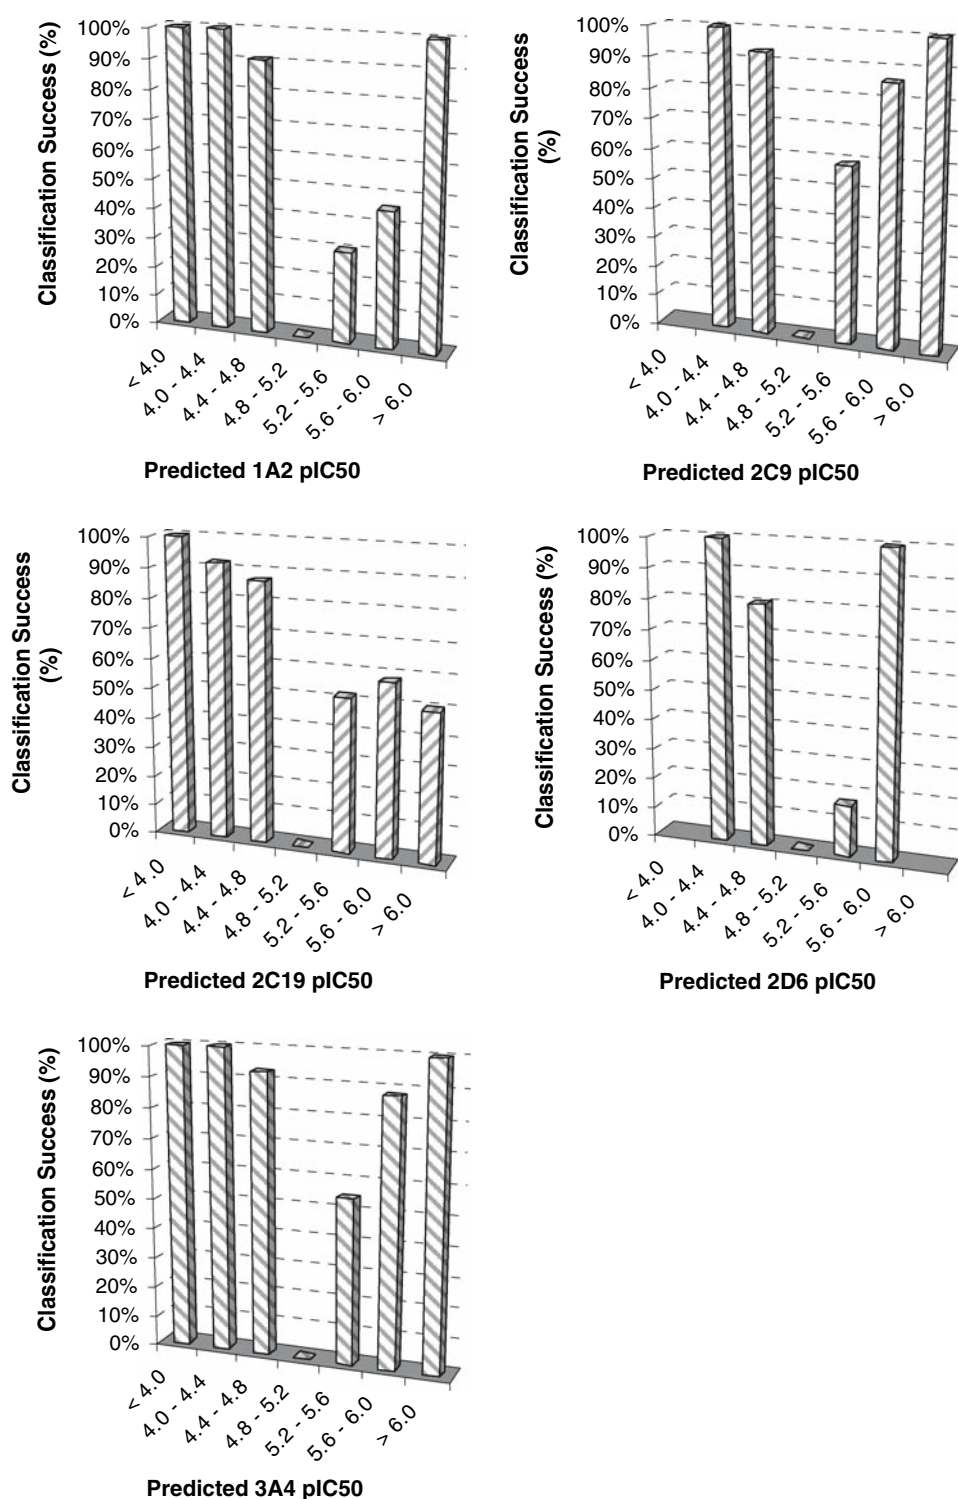 Classification Success (%)
100%
90%
80%
70%
60%
50%
40%
30%
20%
10%
0%
< 4.0
4.0 - 4.4
4.4 - 4.8
4.8 - 5.2
5.2 - 5.6
5.6 - 6.0
> 6.0
Predicted 1A2 pIC50
Classification Success
(%)
100%
90%
80%
70%
60%
50%
40%
30%
20%
10%
0%
< 4.0
4.0 - 4.4
4.4 - 4.8
4.8 - 5.2
5.2 - 5.6
5.6 - 6.0
> 6.0
Predicted 2C9 pIC50
Classification Success
(%)
100%
90%
80%
70%
60%
50%
40%
30%
20%
10%
0%
< 4.0
4.0 - 4.4
4.4 - 4.8
4.8 - 5.2
5.2 - 5.6
5.6 - 6.0
> 6.0
Predicted 2C19 pIC50
Classification Success (%)
100%
90%
80%
70%
60%
50%
40%
30%
20%
10%
0%
< 4.0
4.0 - 4.4
4.4 - 4.8
4.8 - 5.2
5.2 - 5.6
5.6 - 6.0
> 6.0
Predicted 2D6 pIC50
Classification Success (%)
100%
90%
80%
70%
60%
50%
40%
30%
20%
10%
0%
< 4.0
4.0 - 4.4
4.4 - 4.8
4.8 - 5.2
5.2 - 5.6
5.6 - 6.0
> 6.0
Predicted 3A4 pIC50